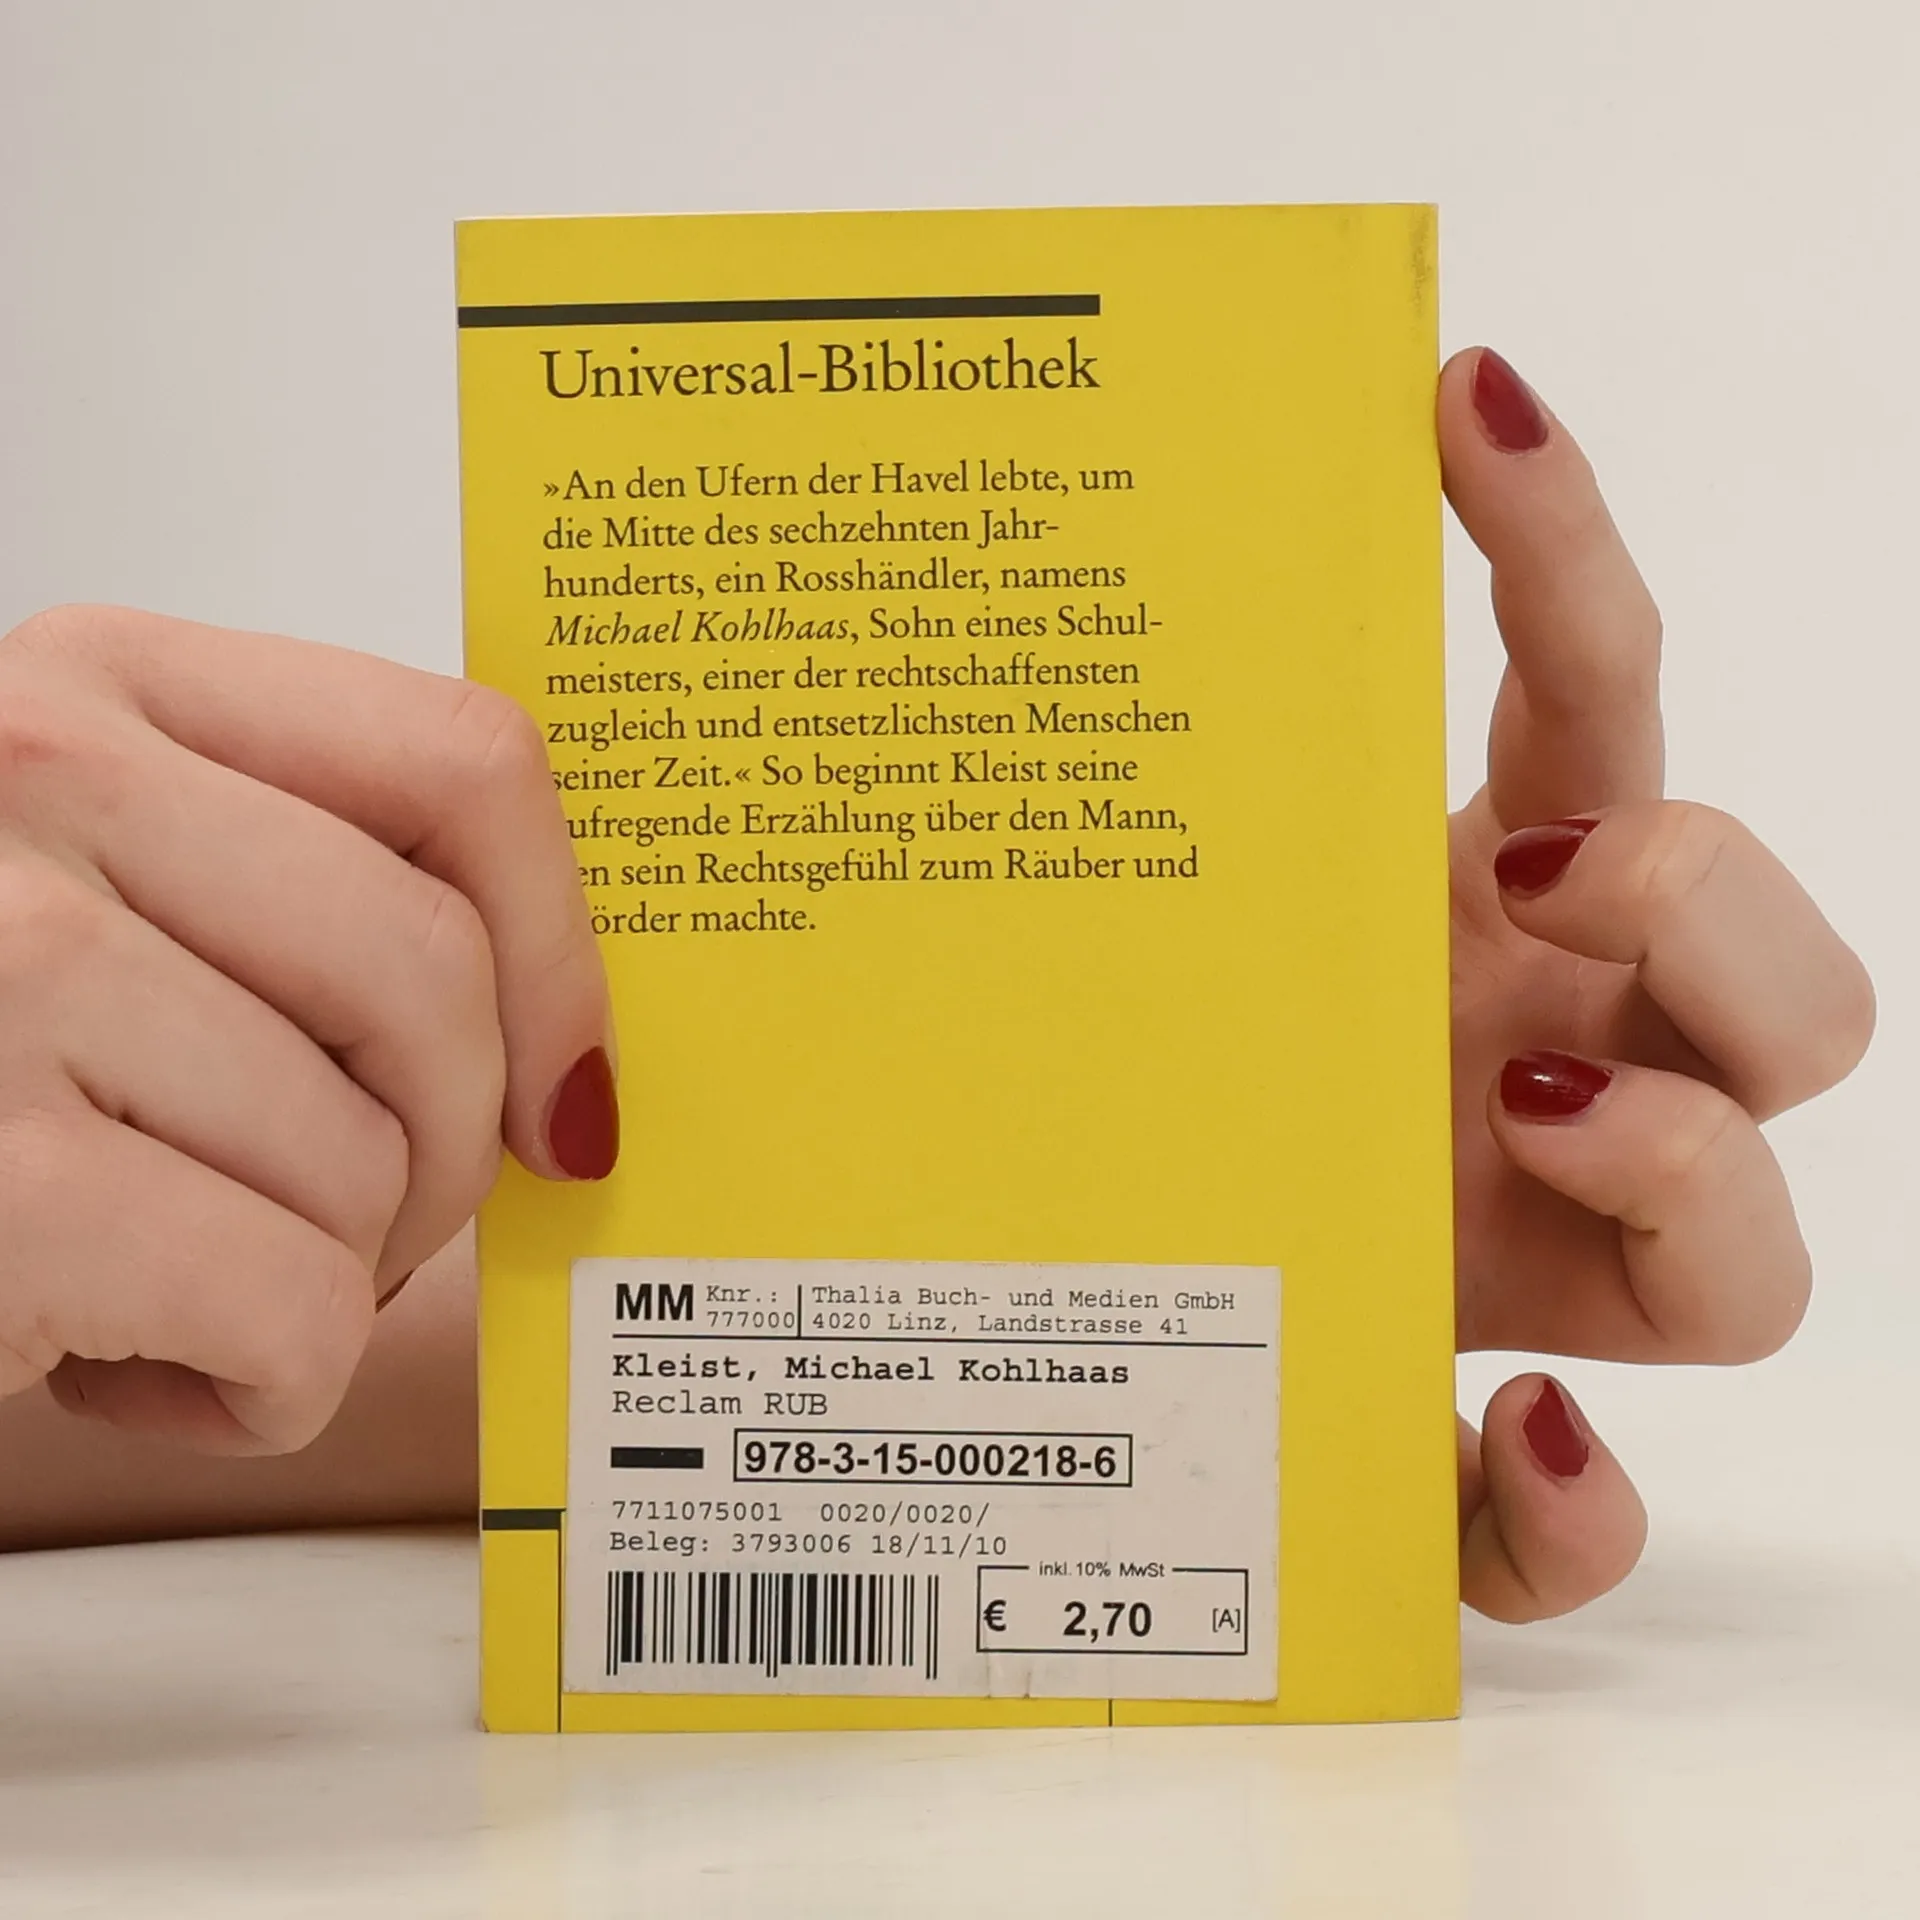 Universal-Bibliothek
»An den Ufern der Havel lebte, um
die Mitte des sechzehnten Jahr-
hunderts, ein Rosshändler, namens
Michael Kohlhaas, Sohn eines Schul-
meisters, einer der rechtschaffensten
zugleich und entsetzlichsten Menschen
seiner Zeit.« So beginnt Kleist seine
ufregende Erzählung über den Mann,
en sein Rechtsgefühl zum Räuber und
örder machte.
MM Knr.: 777000
Thalia Buch- und Medien GmbH
4020 Linz, Landstrasse 41
Kleist, Michael Kohlhaas
Reclam RUB
978-3-15-000218-6
7711075001 0020/0020/
Beleg: 3793006 18/11/10
inkl. 10% MwSt
€ 2,70 [A]